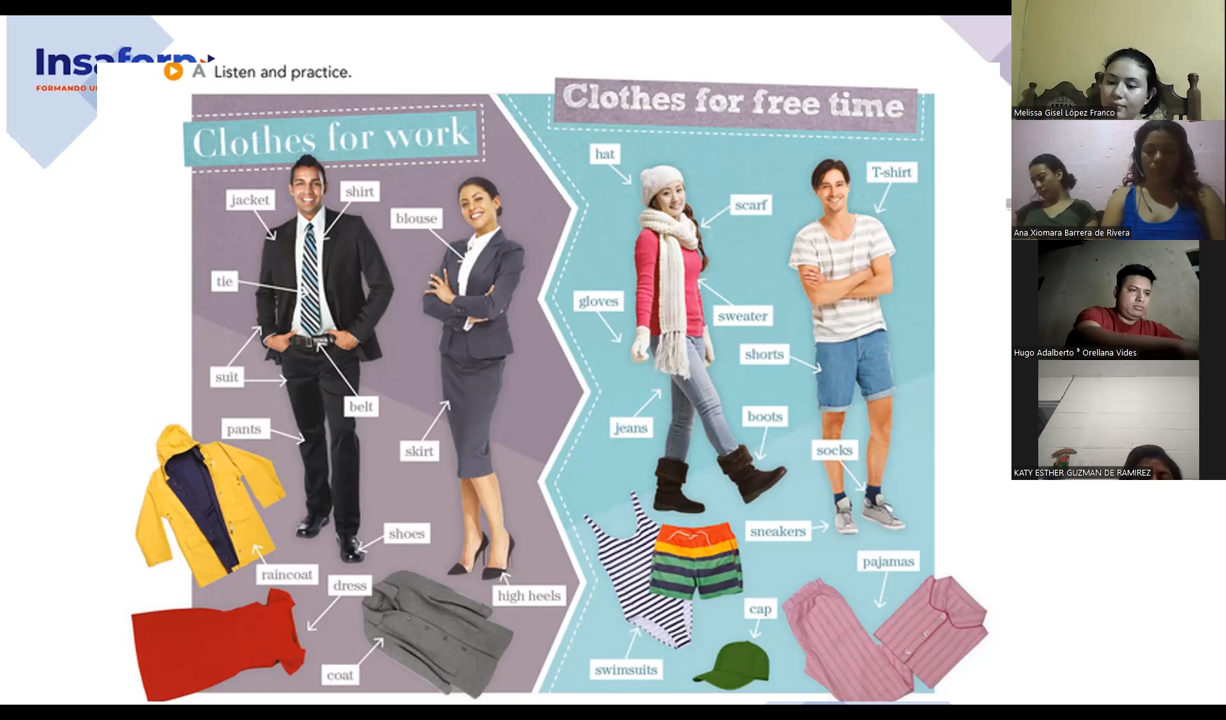 Insaforp
FORMANDO U
A Listen and practice.
Clothes for work
Clothes for free time
jacket
shirt
blouse
tie
suit
belt
pants
skirt
shoes
raincoat
dress
high heels
coat
hat
T-shirt
scarf
gloves
sweater
shorts
jeans
boots
socks
sneakers
pajamas
cap
swimsuits
Melissa Gisel López Franco
Ana Xiomara Barrera de Rivera
Hugo Adalberto * Orellana Vides
KATY ESTHER GUZMAN DE RAMIREZ